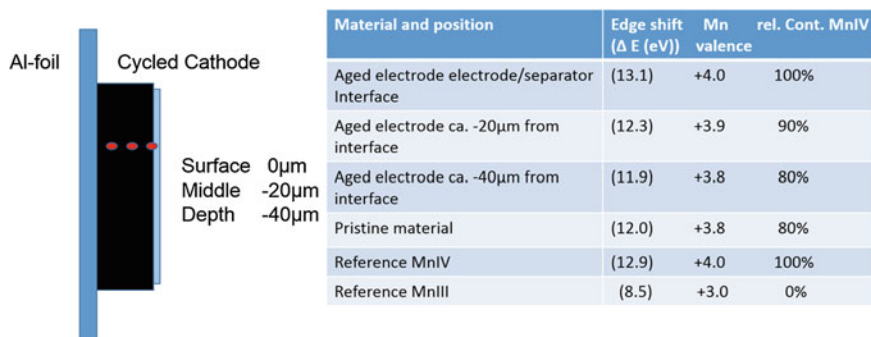 Al-foil
Cycled Cathode
Surface 0µm
Middle -20µm
Depth -40µm
Material and position Edge shift (Δ E (eV)) Mn valence rel. Cont. MnIV
Aged electrode electrode/separator Interface (13.1) +4.0 100%
Aged electrode ca. -20µm from interface (12.3) +3.9 90%
Aged electrode ca. -40µm from interface (11.9) +3.8 80%
Pristine material (12.0) +3.8 80%
Reference MnIV (12.9) +4.0 100%
Reference MnIII (8.5) +3.0 0%